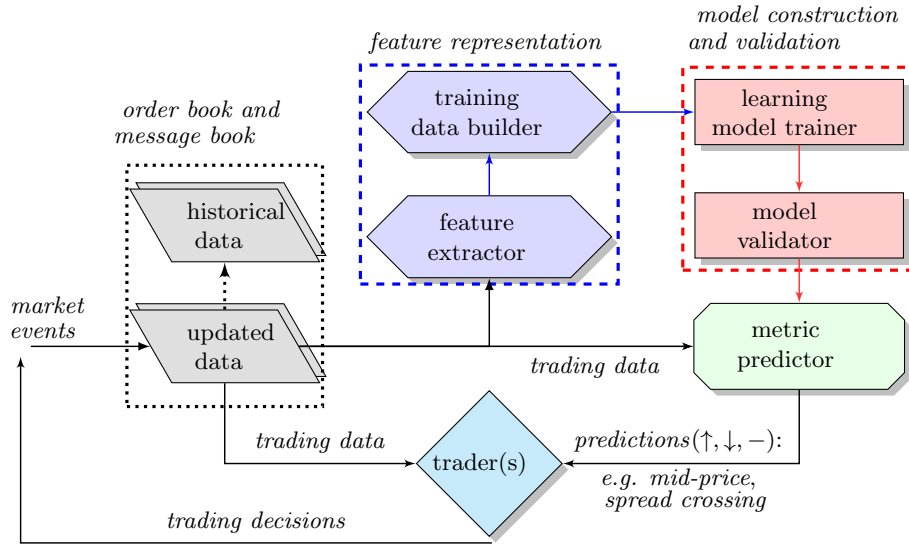 model construction
and validation
feature representation
learning
model trainer
training
data builder
order book and
message book
historical
data
feature
extractor
model
validator
market
events
updated
data
metric
predictor
trading data
trading data
predictions(↑, ↓, −):
trader(s)
e.g. mid-price,
spread crossing
trading decisions